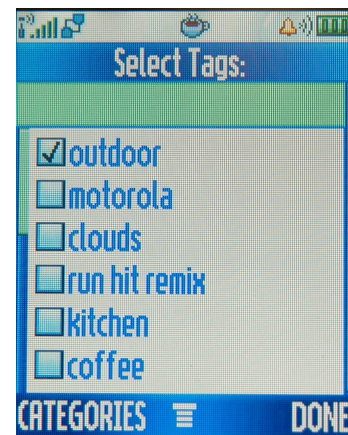 Select Tags:
outdoor
motorola
clouds
run hit remix
kitchen
coffee
CATEGORIES DONE